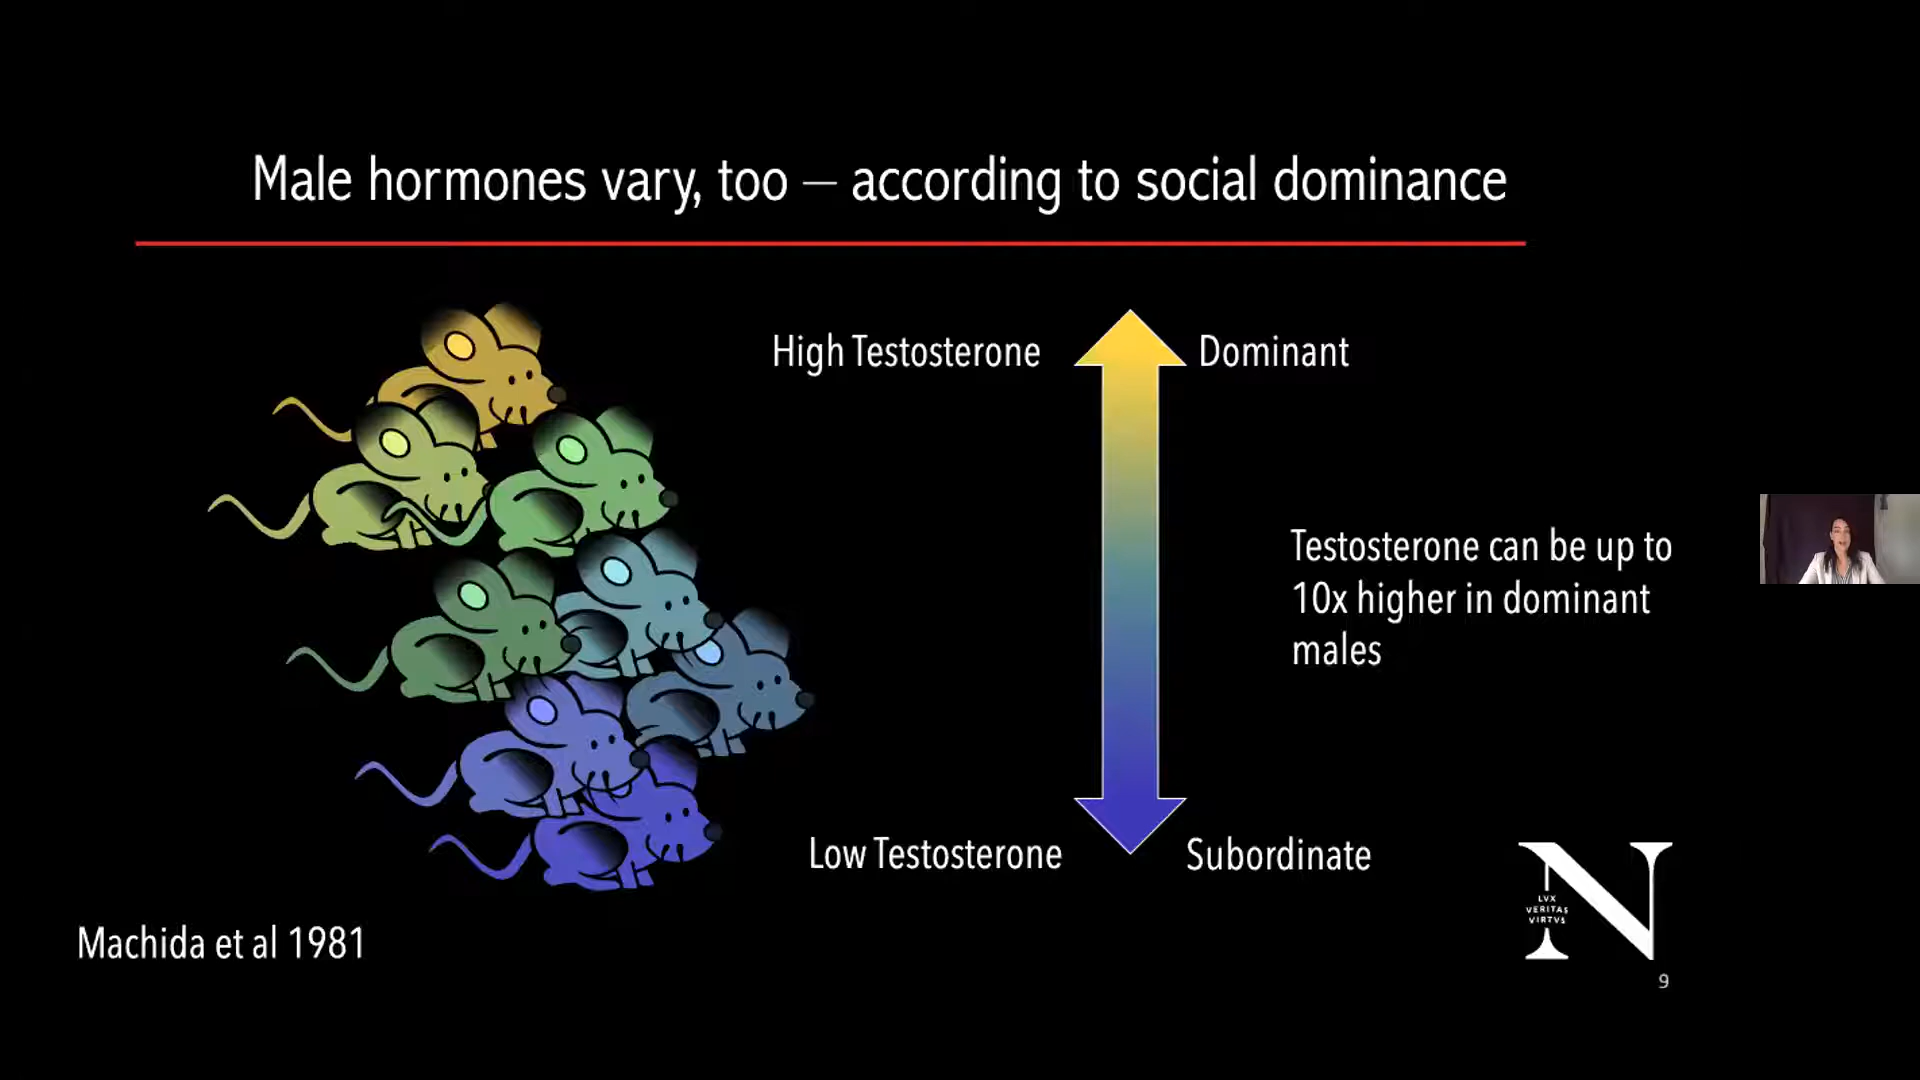 Male hormones vary, too – according to social dominance
High Testosterone
Dominant
Testosterone can be up to
10x higher in dominant
males
Low Testosterone
Subordinate
LVX
VERITAS
VIRTVS
N
Machida et al 1981
9